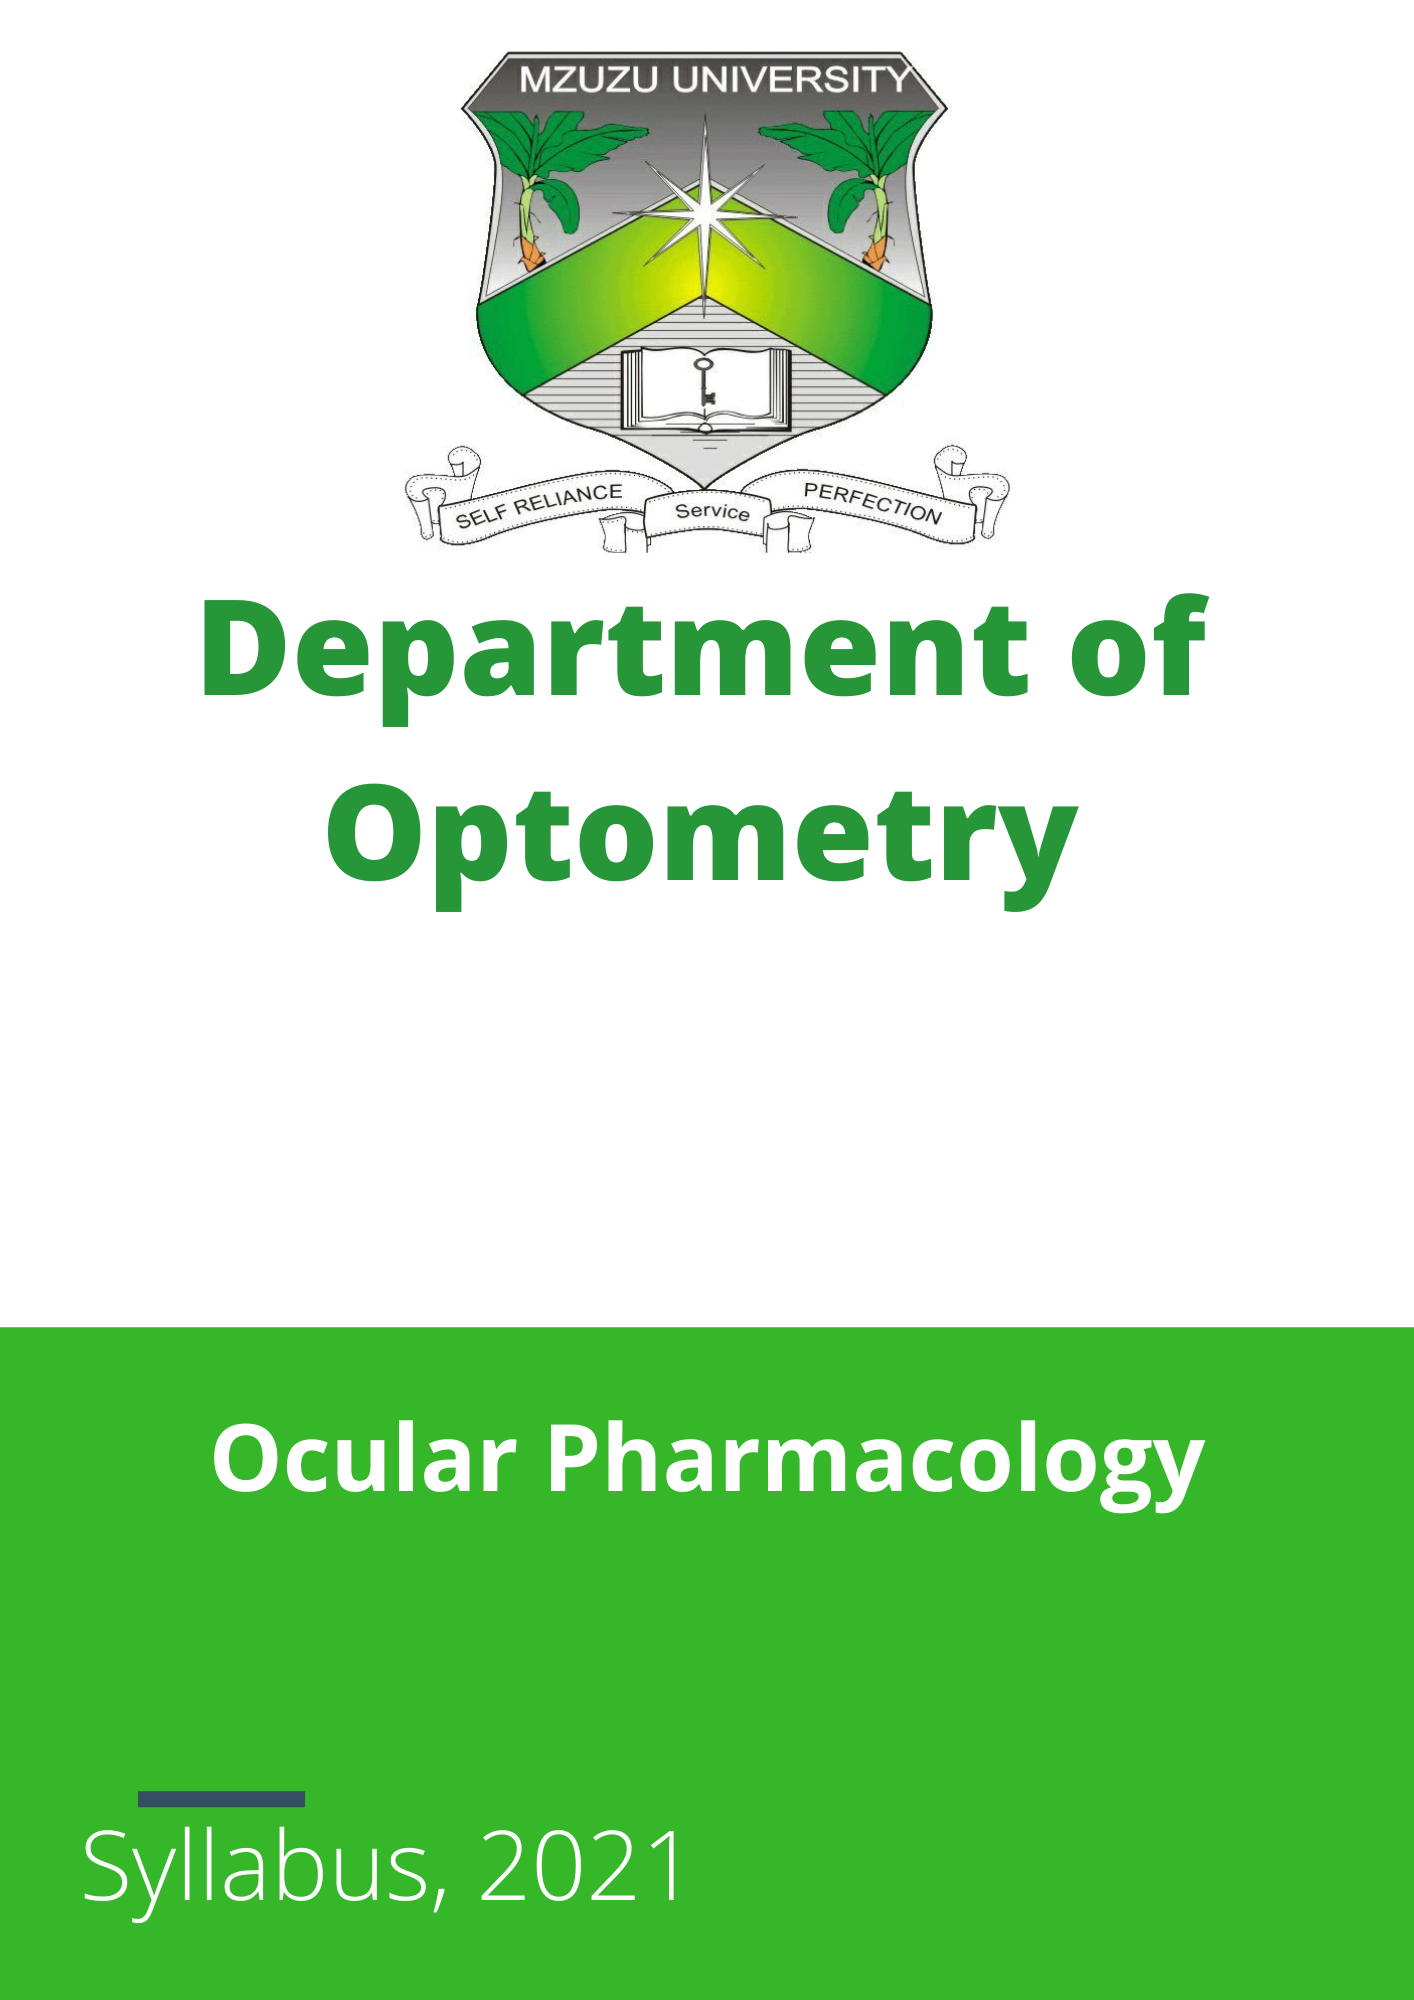 MZUZU UNIVERSITY
SELF RELIANCE
Service
PERFECTION
Department of
Optometry
Ocular Pharmacology
Syllabus, 2021